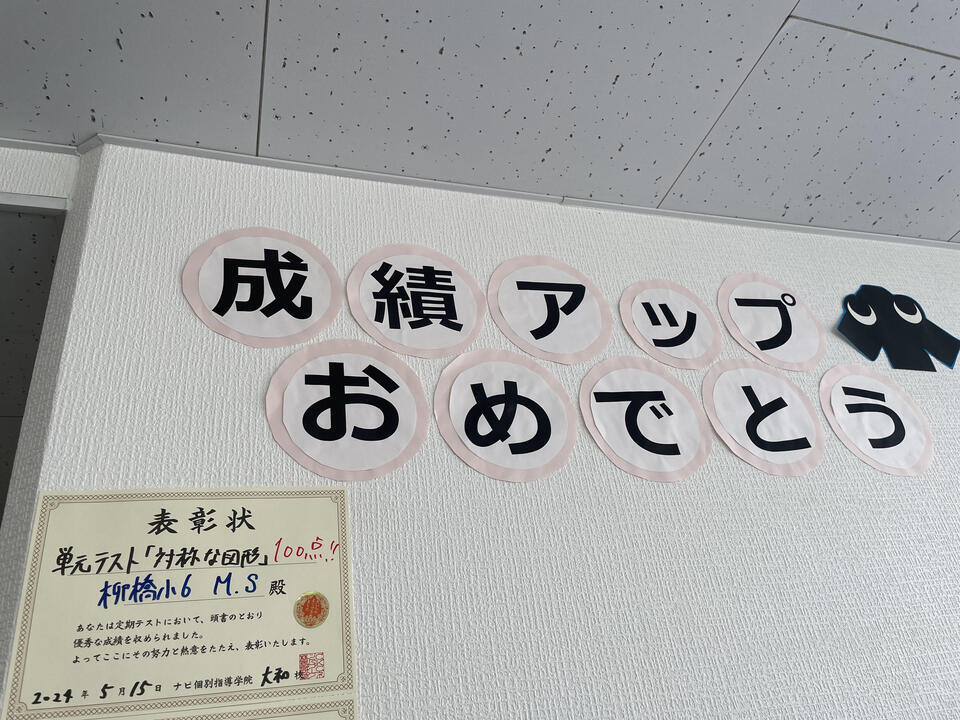 成績アップ
おめでとう
表彰状
単元テスト「対称な図形」100点!!
柳橋小6 M.S 殿
あなたは定期テストにおいて、頭書のとおり
優秀な成績を収められました。
よってここにその努力と熱意をたたえ、表彰いたします。
2024年5月15日 ナビ個別指導学院 大和校